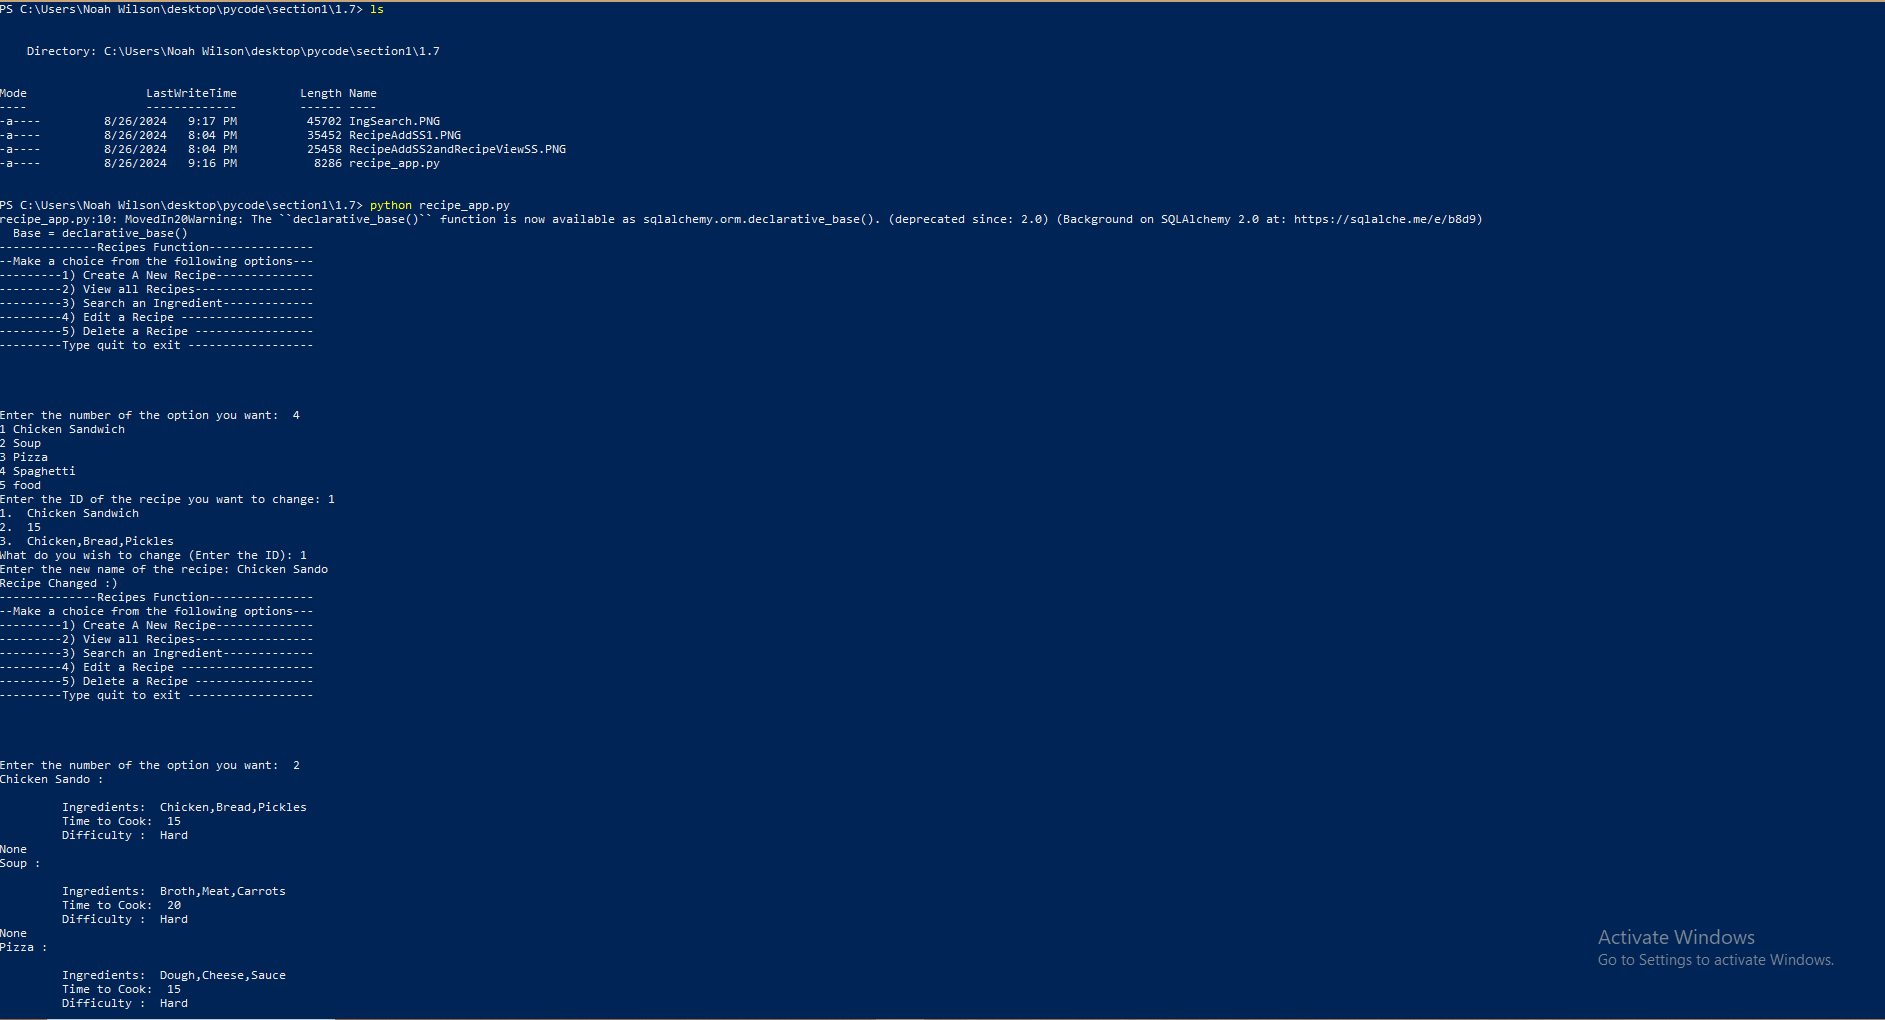 PS C:\Users\Noah Wilson\desktop\pycode\section1\1.7> ls
Directory: C:\Users\Noah Wilson\desktop\pycode\section1\1.7
Mode                 LastWriteTime         Length Name
----                 -------------         ------ ----
-a----         8/26/2024   9:17 PM          45702 IngSearch.PNG
-a----         8/26/2024   8:04 PM          35452 RecipeAddSS1.PNG
-a----         8/26/2024   8:04 PM          25458 RecipeAddSS2andRecipeViewSS.PNG
-a----         8/26/2024   9:16 PM           8286 recipe_app.py
PS C:\Users\Noah Wilson\desktop\pycode\section1\1.7> python recipe_app.py
recipe_app.py:10: MovedIn20Warning: The ``declarative_base()`` function is now available as sqlalchemy.orm.declarative_base(). (deprecated since: 2.0) (Background on SQLAlchemy 2.0 at: https://sqlalche.me/e/b8d9)
  Base = declarative_base()
--------------Recipes Function---------------
--Make a choice from the following options---
---------1) Create A New Recipe--------------
---------2) View all Recipes-----------------
---------3) Search an Ingredient-------------
---------4) Edit a Recipe -------------------
---------5) Delete a Recipe -----------------
---------Type quit to exit ------------------
Enter the number of the option you want:  4
1 Chicken Sandwich
2 Soup
3 Pizza
4 Spaghetti
5 food
Enter the ID of the recipe you want to change: 1
1.  Chicken Sandwich
2.  15
3.  Chicken,Bread,Pickles
What do you wish to change (Enter the ID): 1
Enter the new name of the recipe: Chicken Sando
Recipe Changed :)
--------------Recipes Function---------------
--Make a choice from the following options---
---------1) Create A New Recipe--------------
---------2) View all Recipes-----------------
---------3) Search an Ingredient-------------
---------4) Edit a Recipe -------------------
---------5) Delete a Recipe -----------------
---------Type quit to exit ------------------
Enter the number of the option you want:  2
Chicken Sando :
Ingredients:  Chicken,Bread,Pickles
Time to Cook:  15
Difficulty :  Hard
None
Soup :
Ingredients:  Broth,Meat,Carrots
Time to Cook:  20
Difficulty :  Hard
None
Pizza :
Ingredients:  Dough,Cheese,Sauce
Time to Cook:  15
Difficulty :  Hard
Activate Windows
Go to Settings to activate Windows.